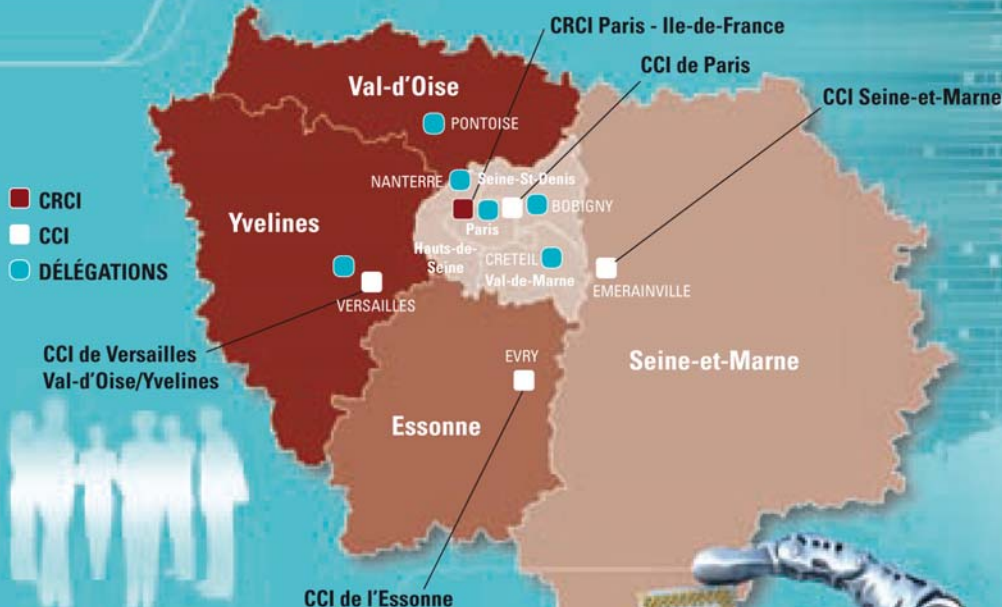 CRCI Paris - Ile-de-France
CCI de Paris
CCI Seine-et-Marne
Val-d'Oise
PONTOISE
NANTERRE
Seine-St-Denis
CRCI
CCI
DÉLÉGATIONS
Yvelines
BOBIGNY
Paris
Hauts-de-
Seine
CRETEIL
Val-de-Marne
EMERAINVILLE
VERSAILLES
CCI de Versailles
Val-d'Oise/Yvelines
EVRY
Seine-et-Marne
Essonne
CCI de l'Essonne